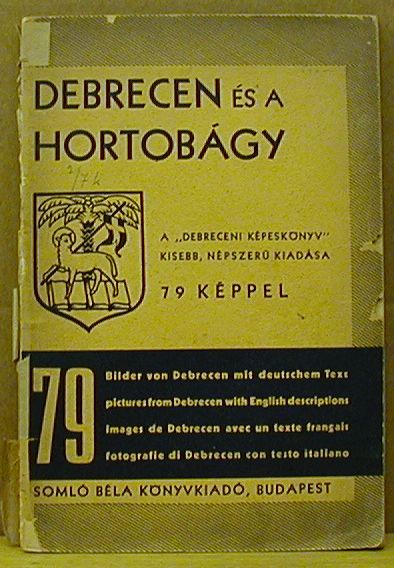 DEBRECEN ÉS A
HORTOBÁGY
A „DEBRECENI KÉPESKÖNYV"
KISEBB, NÉPSZERŰ KIADÁSA
79 KÉPPEL
79
Bilder von Debrecen mit deutschem Text
pictures from Debrecen with English descriptions
images de Debrecen avec un texte français
fotografie di Debrecen con testo italiano
SOMLÓ BÉLA KÖNYVKIADÓ, BUDAPEST